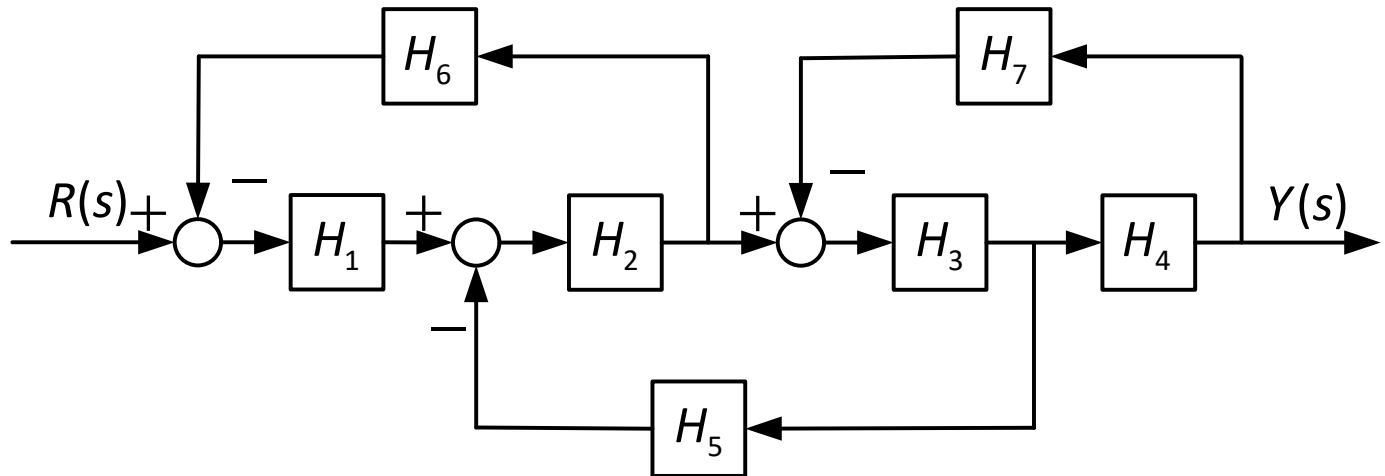 H₆
H₇
−
−
R(s) +
+
+
Y(s)
H₁
H₂
H₃
H₄
−
H₅